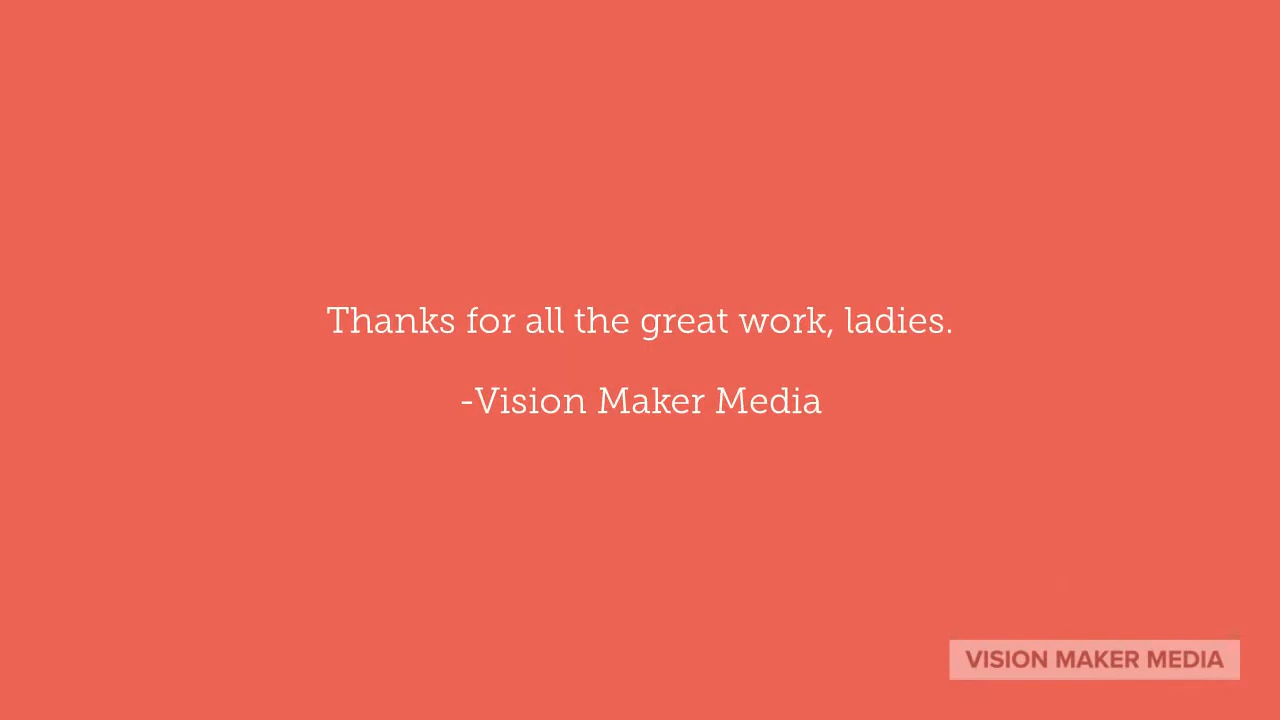 Thanks for all the great work, ladies.
-Vision Maker Media
VISION MAKER MEDIA